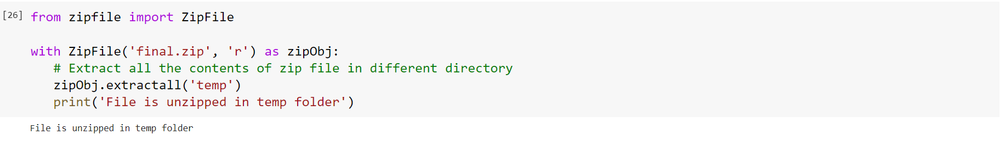 [26] from zipfile import ZipFile
with ZipFile('final.zip', 'r') as zipObj:
# Extract all the contents of zip file in different directory
zipObj.extractall('temp')
print('File is unzipped in temp folder')
File is unzipped in temp folder